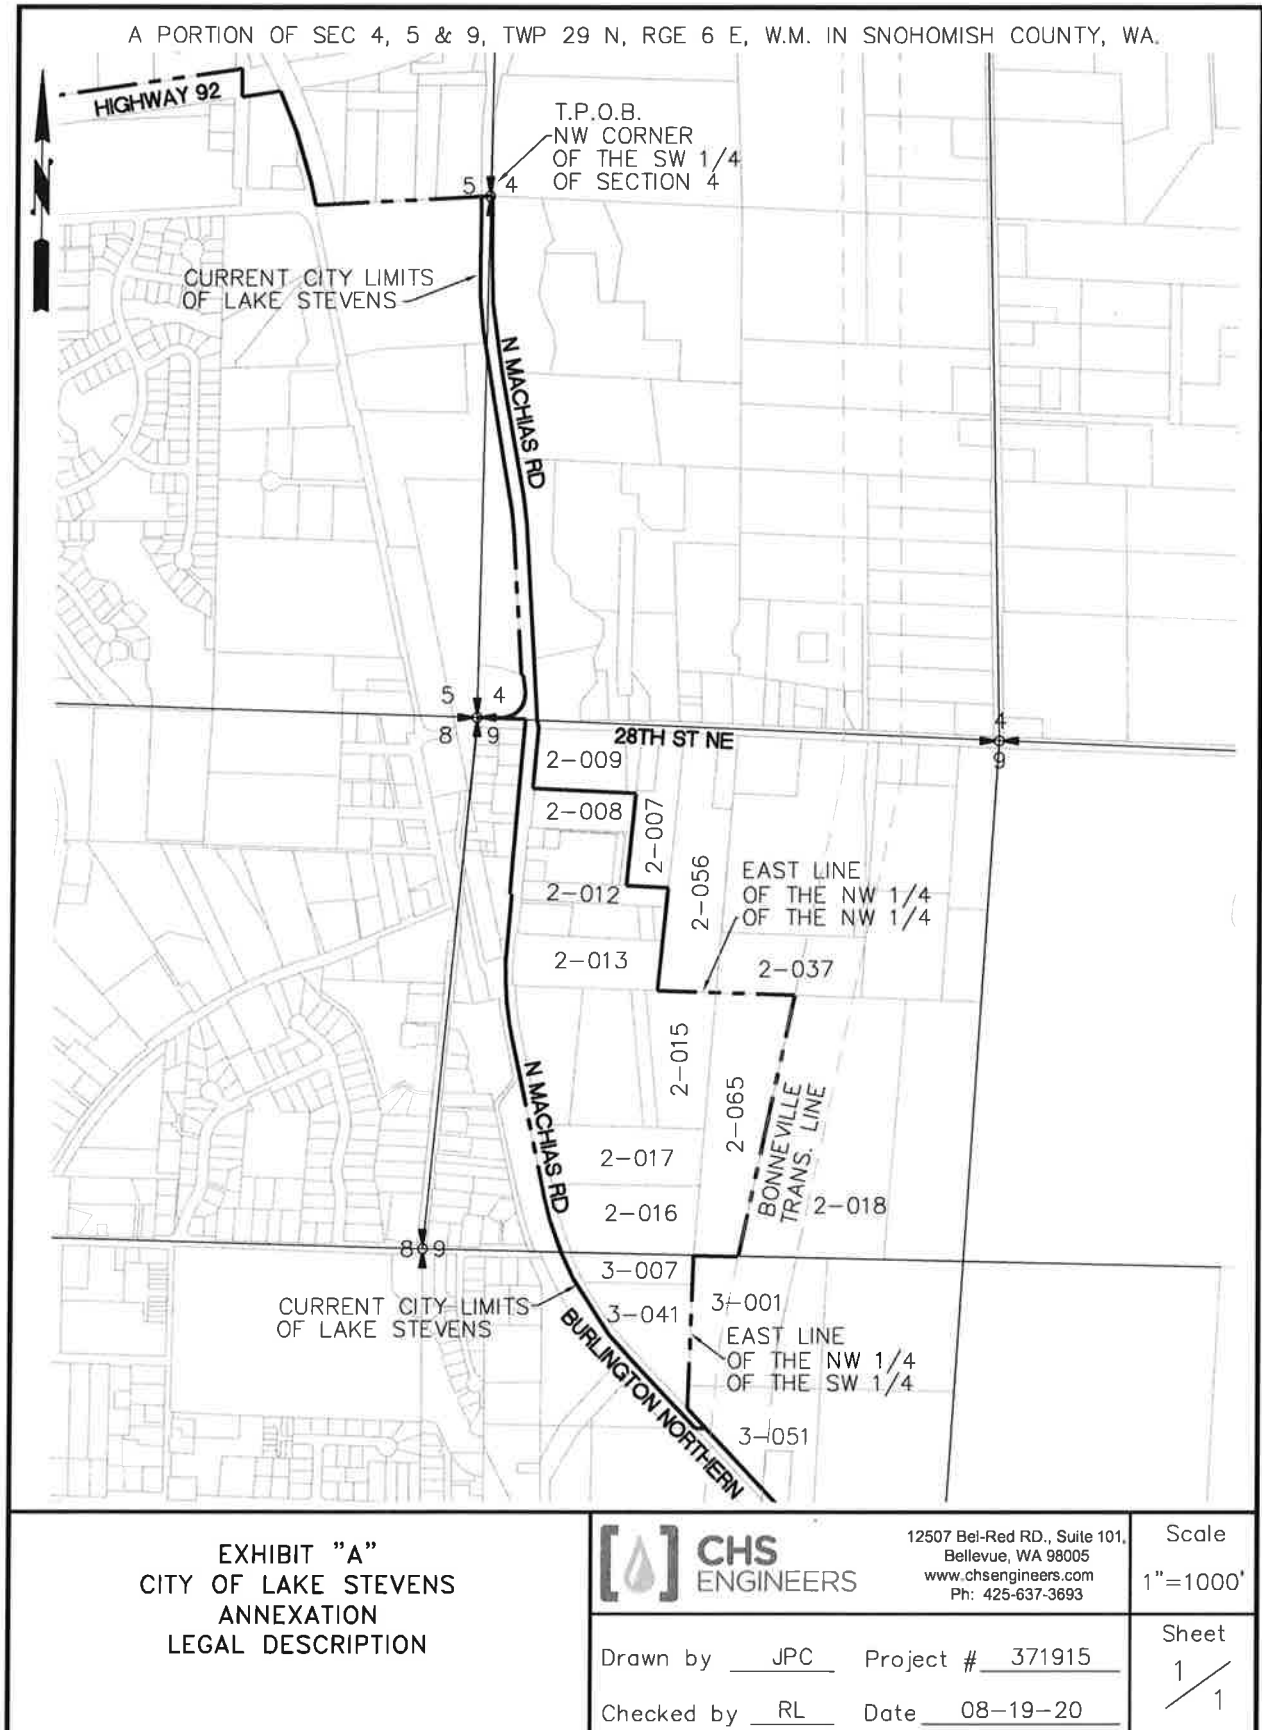 A PORTION OF SEC 4, 5 & 9, TWP 29 N, RGE 6 E, W.M. IN SNOHOMISH COUNTY, WA.
HIGHWAY 92
N
T.P.O.B.
NW CORNER
OF THE SW 1/4
OF SECTION 4
5 4
CURRENT CITY LIMITS
OF LAKE STEVENS
N MACHIAS RD
5 4
8 9
28TH ST NE
4
9
2-009
2-008
2-007
2-056
2-012
EAST LINE
OF THE NW 1/4
OF THE NW 1/4
2-013
2-037
2-015
2-065
N MACHIAS RD
BONNEVILLE
TRANS. LINE
2-017
2-016
2-018
8 9
3-007
3-041
3-001
CURRENT CITY LIMITS
OF LAKE STEVENS
EAST LINE
OF THE NW 1/4
OF THE SW 1/4
BURLINGTON NORTHERN
3-051
EXHIBIT "A"
CITY OF LAKE STEVENS
ANNEXATION
LEGAL DESCRIPTION
CHS
ENGINEERS
12507 Bel-Red RD., Suite 101,
Bellevue, WA 98005
www.chsengineers.com
Ph: 425-637-3693
Scale
1"=1000'
Drawn by JPC Project # 371915
Checked by RL Date 08-19-20
Sheet
1/1